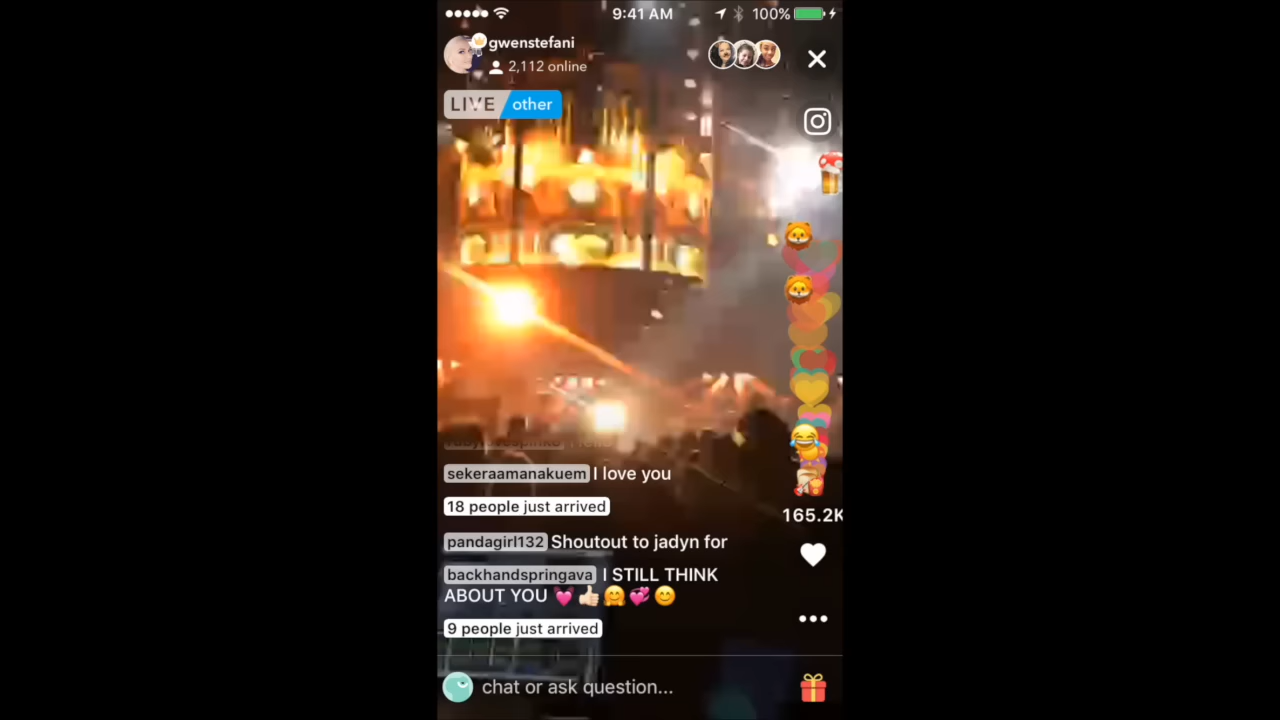 9:41 AM 100%
gwenstefani
2,112 online
LIVE other
sekeraamanakuem I love you
18 people just arrived
165.2K
pandagirl132 Shoutout to jadyn for
backhandspringava I STILL THINK
ABOUT YOU 💓👍🏻🤗💞😊
9 people just arrived
chat or ask question...